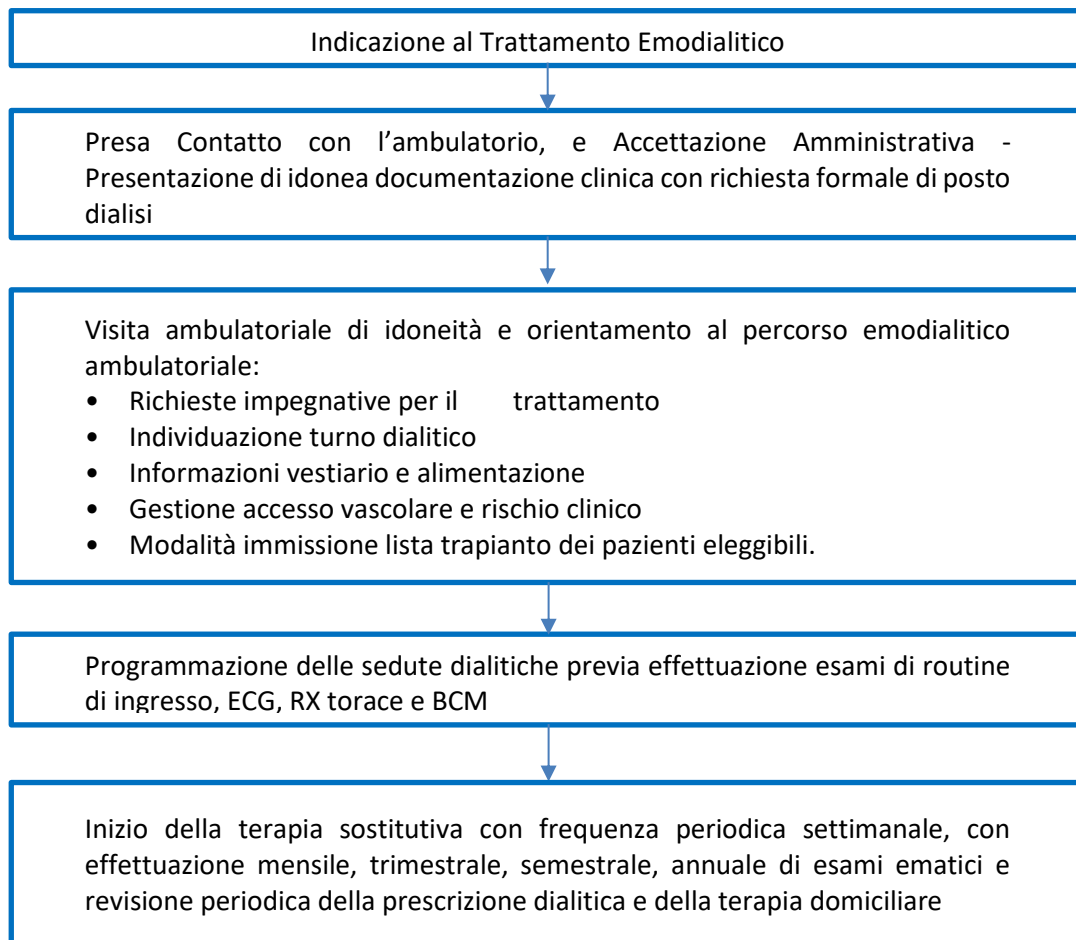 Indicazione al Trattamento Emodialitico
Presa Contatto con l’ambulatorio, e Accettazione Amministrativa -
Presentazione di idonea documentazione clinica con richiesta formale di posto
dialisi
Visita ambulatoriale di idoneità e orientamento al percorso emodialitico
ambulatoriale:
• Richieste impegnative per il trattamento
• Individuazione turno dialitico
• Informazioni vestiario e alimentazione
• Gestione accesso vascolare e rischio clinico
• Modalità immissione lista trapianto dei pazienti eleggibili.
Programmazione delle sedute dialitiche previa effettuazione esami di routine
di ingresso, ECG, RX torace e BCM
Inizio della terapia sostitutiva con frequenza periodica settimanale, con
effettuazione mensile, trimestrale, semestrale, annuale di esami ematici e
revisione periodica della prescrizione dialitica e della terapia domiciliare